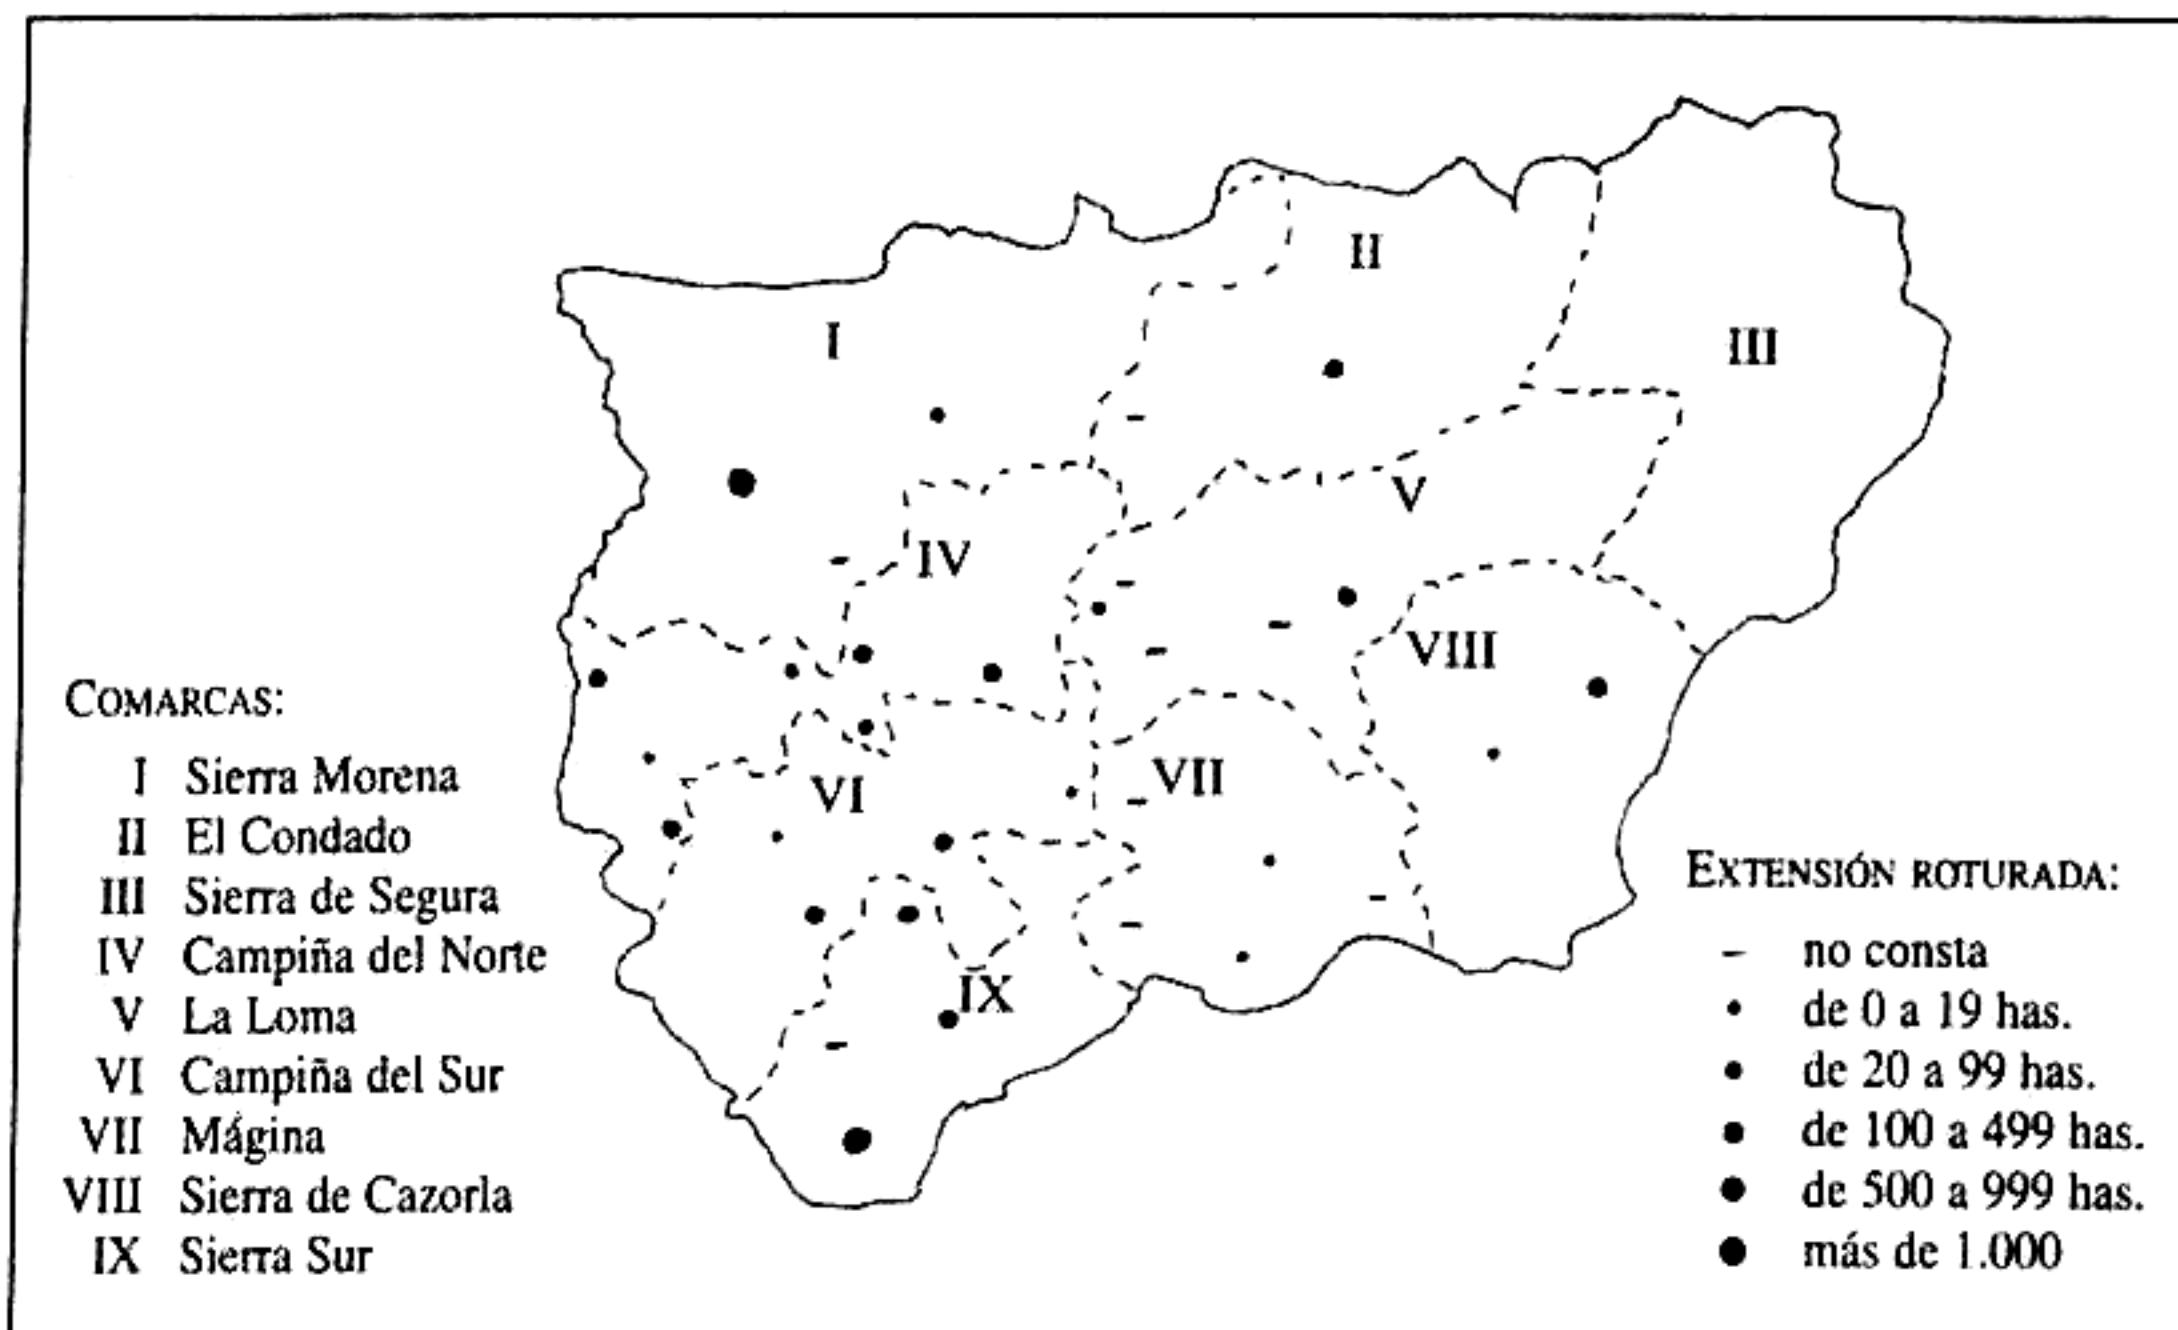 II
I
III
V
IV
VIII
VII
VI
IX
COMARCAS:
I Sierra Morena
II El Condado
III Sierra de Segura
IV Campiña del Norte
V La Loma
VI Campiña del Sur
VII Mágina
VIII Sierra de Cazorla
IX Sierra Sur
EXTENSIÓN ROTURADA:
– no consta
• de 0 a 19 has.
• de 20 a 99 has.
• de 100 a 499 has.
• de 500 a 999 has.
• más de 1.000